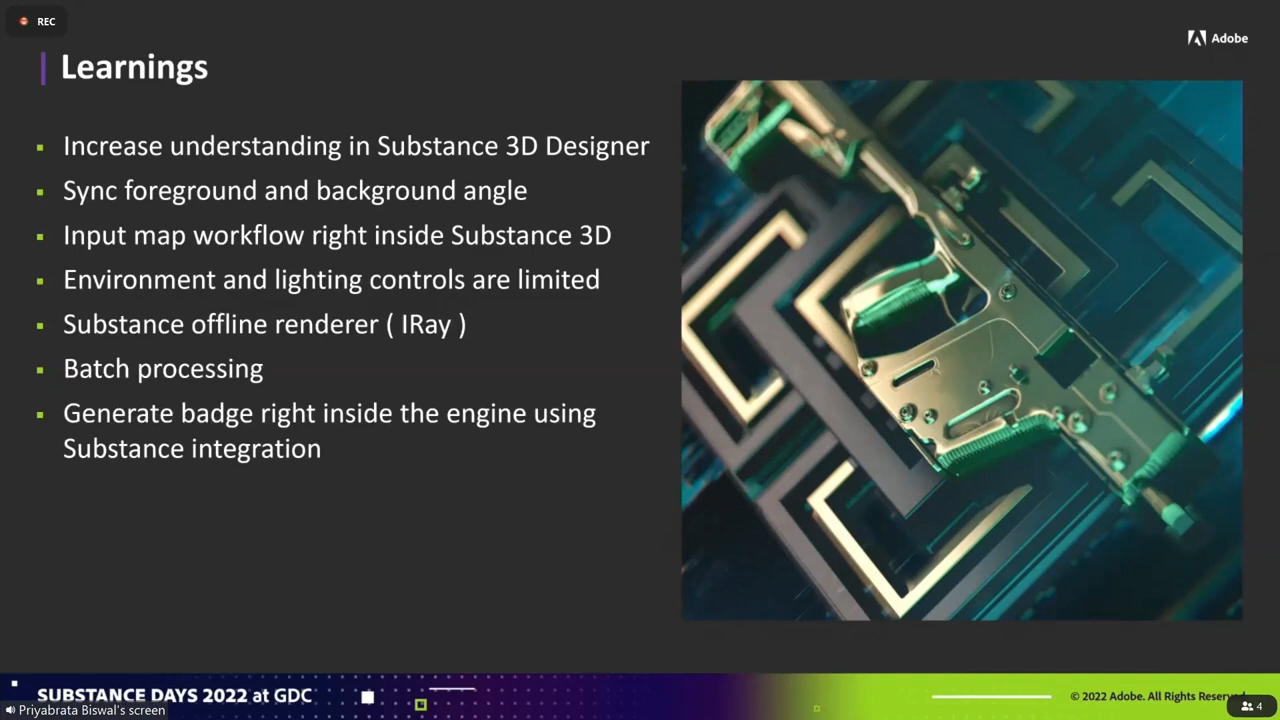 REC
Adobe
Learnings
Increase understanding in Substance 3D Designer
Sync foreground and background angle
Input map workflow right inside Substance 3D
Environment and lighting controls are limited
Substance offline renderer ( IRay )
Batch processing
Generate badge right inside the engine using
Substance integration
SUBSTANCE DAYS 2022 at GDC
© 2022 Adobe. All Rights Reserved.
Priyabrata Biswal's screen
4